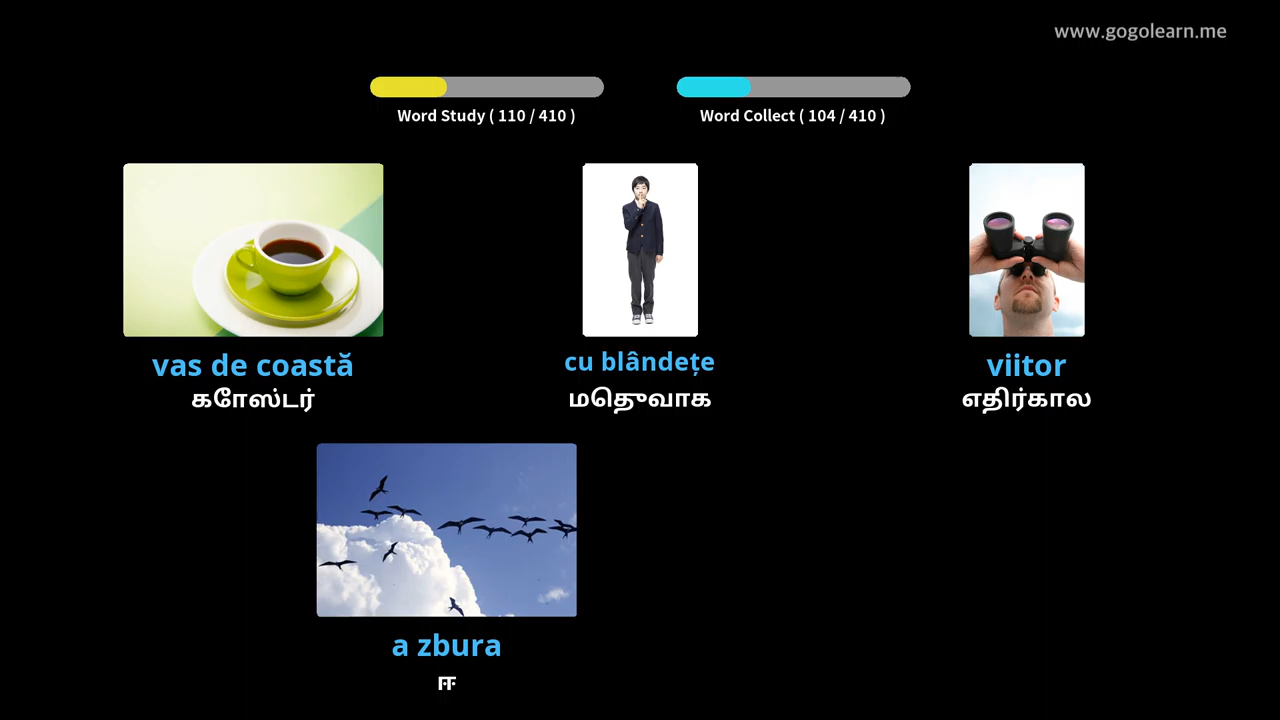 www.gogolearn.me
Word Study ( 110 / 410 )
Word Collect ( 104 / 410 )
vas de coastă
கோஸ்டர்
cu blândețe
மெதுவாக
viitor
எதிர்கால
a zbura
ஈ